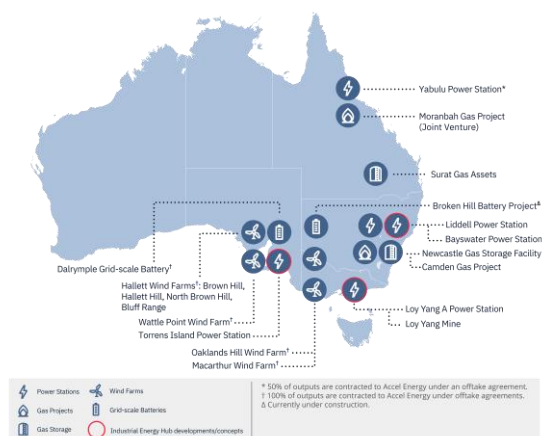 Yabulu Power Station*
Moranbah Gas Project
(Joint Venture)
Surat Gas Assets
Broken Hill Battery Project&
Liddell Power Station
Bayswater Power Station
Newcastle Gas Storage Facility
Camden Gas Project
Dalrymple Grid-scale Battery†
Hallett Wind Farms†: Brown Hill,
Hallett Hill, North Brown Hill,
Bluff Range
Wattle Point Wind Farm†
Torrens Island Power Station
Loy Yang A Power Station
Loy Yang Mine
Oaklands Hill Wind Farm†
Macarthur Wind Farm†
Power Stations
Wind Farms
Gas Projects
Grid-scale Batteries
Gas Storage
Industrial Energy Hub developments/concepts
* 50% of outputs are contracted to Accel Energy under an offtake agreement.
† 100% of outputs are contracted to Accel Energy under offtake agreements.
Δ Currently under construction.